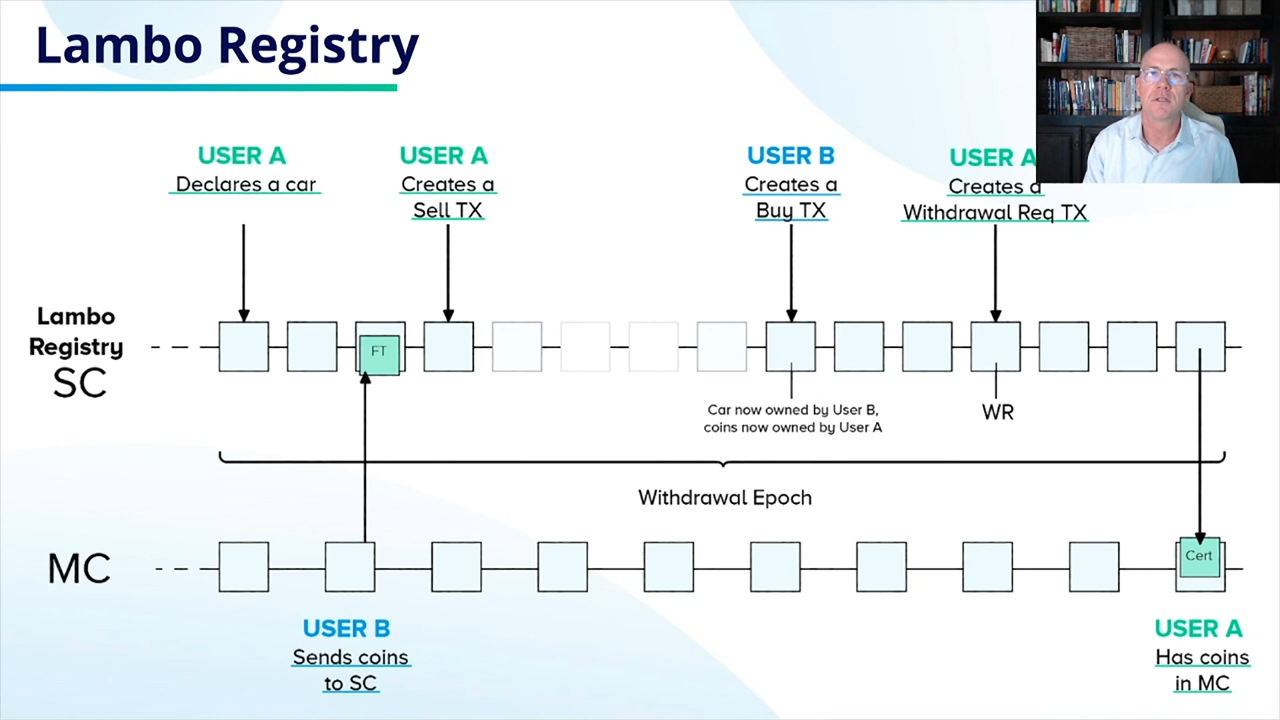 Lambo Registry
USER A
Declares a car
USER A
Creates a
Sell TX
USER B
Creates a
Buy TX
USER A
Creates a
Withdrawal Req TX
Lambo
Registry
SC
FT
Car now owned by User B,
coins now owned by User A
WR
Withdrawal Epoch
MC
Cert
USER B
Sends coins
to SC
USER A
Has coins
in MC